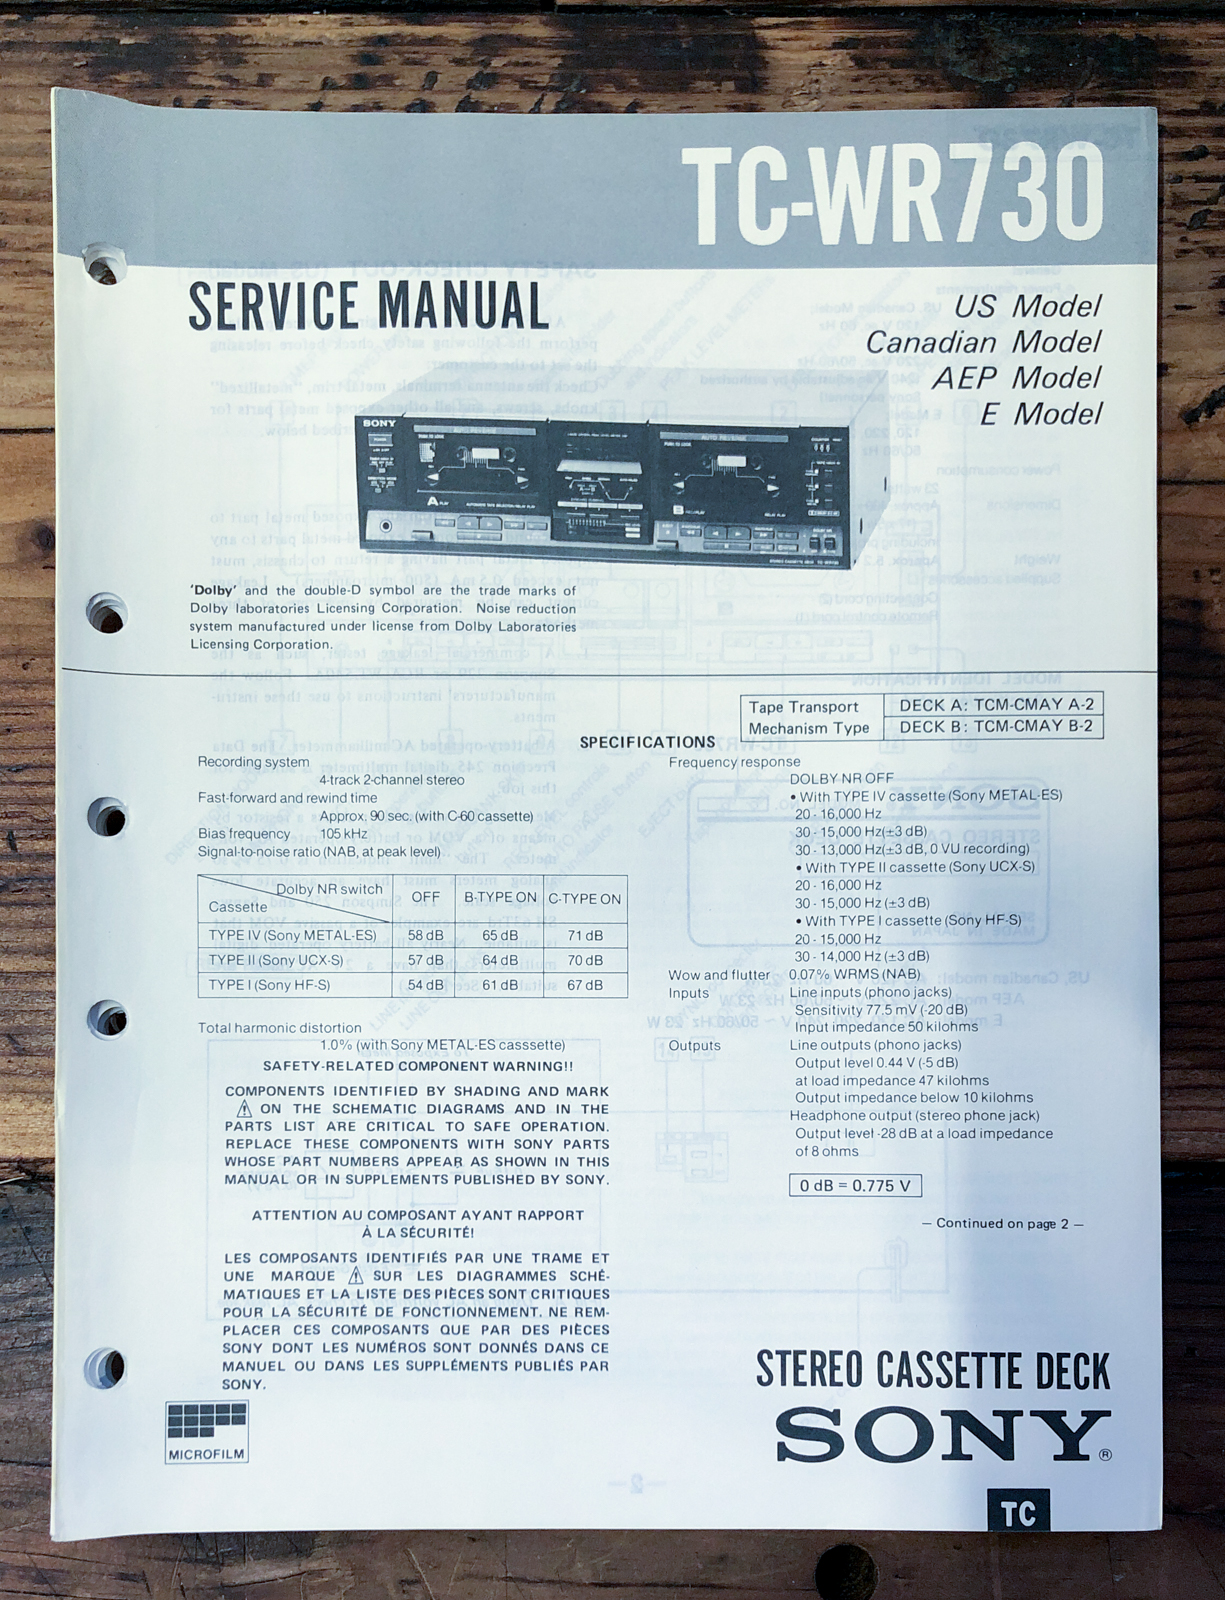 TC-WR730
SERVICE MANUAL
US Model
Canadian Model
AEP Model
E Model
SONY
A
B
'Dolby' and the double-D symbol are the trade marks of
Dolby laboratories Licensing Corporation. Noise reduction
system manufactured under license from Dolby Laboratories
Licensing Corporation.
Tape Transport
Mechanism Type
DECK A: TCM-CMAY A-2
DECK B: TCM-CMAY B-2
SPECIFICATIONS
Recording system
4-track 2-channel stereo
Fast-forward and rewind time
Approx. 90 sec. (with C-60 cassette)
Bias frequency 105 kHz
Signal-to-noise ratio (NAB, at peak level)
Dolby NR switch
Cassette
OFF B-TYPE ON C-TYPE ON
TYPE IV (Sony METAL-ES) 58 dB 65 dB 71 dB
TYPE II (Sony UCX-S) 57 dB 64 dB 70 dB
TYPE I (Sony HF-S) 54 dB 61 dB 67 dB
Total harmonic distortion
1.0% (with Sony METAL-ES casssette)
SAFETY-RELATED COMPONENT WARNING!!
COMPONENTS IDENTIFIED BY SHADING AND MARK
⚠ ON THE SCHEMATIC DIAGRAMS AND IN THE
PARTS LIST ARE CRITICAL TO SAFE OPERATION.
REPLACE THESE COMPONENTS WITH SONY PARTS
WHOSE PART NUMBERS APPEAR AS SHOWN IN THIS
MANUAL OR IN SUPPLEMENTS PUBLISHED BY SONY.
ATTENTION AU COMPOSANT AYANT RAPPORT
À LA SÉCURITÉ!
LES COMPOSANTS IDENTIFIÉS PAR UNE TRAME ET
UNE MARQUE ⚠ SUR LES DIAGRAMMES SCHÉ-
MATIQUES ET LA LISTE DES PIÈCES SONT CRITIQUES
POUR LA SÉCURITÉ DE FONCTIONNEMENT. NE REM-
PLACER CES COMPOSANTS QUE PAR DES PIÈCES
SONY DONT LES NUMÉROS SONT DONNÉS DANS CE
MANUEL OU DANS LES SUPPLÉMENTS PUBLIÉS PAR
SONY.
Frequency response
DOLBY NR OFF
• With TYPE IV cassette (Sony METAL-ES)
20 - 16,000 Hz
30 - 15,000 Hz (±3 dB)
30 - 13,000 Hz (±3 dB, 0 VU recording)
• With TYPE II cassette (Sony UCX-S)
20 - 16,000 Hz
30 - 15,000 Hz (±3 dB)
• With TYPE I cassette (Sony HF-S)
20 - 15,000 Hz
30 - 14,000 Hz (±3 dB)
Wow and flutter 0.07% WRMS (NAB)
Inputs Line inputs (phono jacks)
Sensitivity 77.5 mV (-20 dB)
Input impedance 50 kilohms
Outputs Line outputs (phono jacks)
Output level 0.44 V (-5 dB)
at load impedance 47 kilohms
Output impedance below 10 kilohms
Headphone output (stereo phone jack)
Output level -28 dB at a load impedance
of 8 ohms
0 dB = 0.775 V
— Continued on page 2 —
MICROFILM
STEREO CASSETTE DECK
SONY®
TC